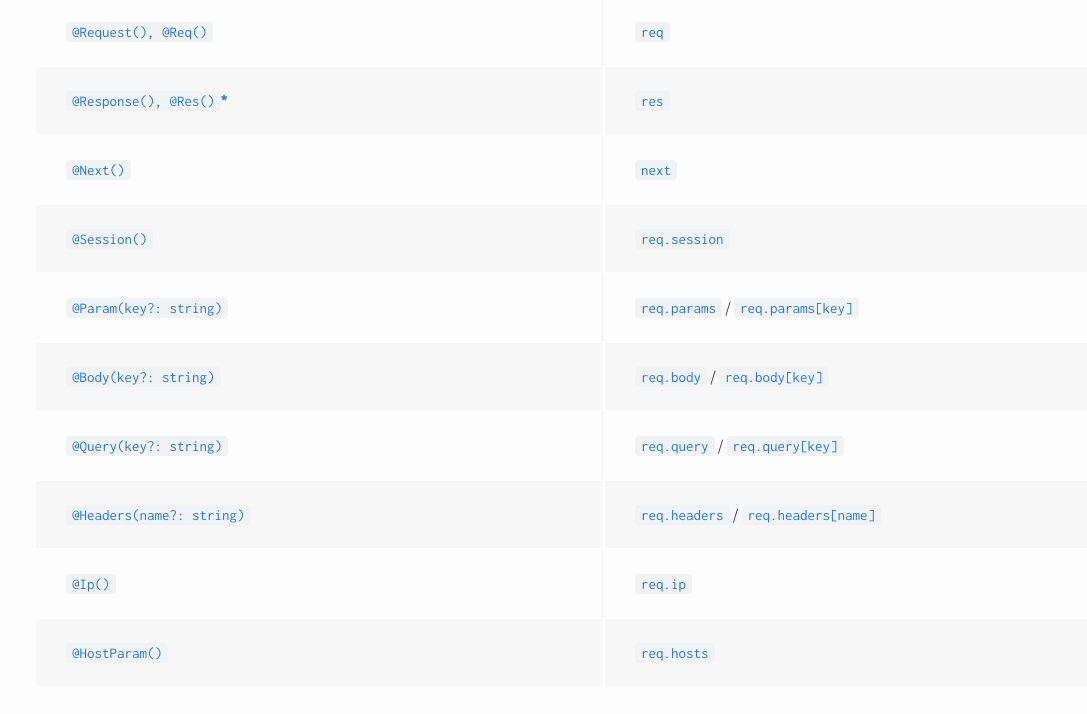 @Request(), @Req() req
@Response(), @Res() * res
@Next() next
@Session() req.session
@Param(key?: string) req.params / req.params[key]
@Body(key?: string) req.body / req.body[key]
@Query(key?: string) req.query / req.query[key]
@Headers(name?: string) req.headers / req.headers[name]
@Ip() req.ip
@HostParam() req.hosts